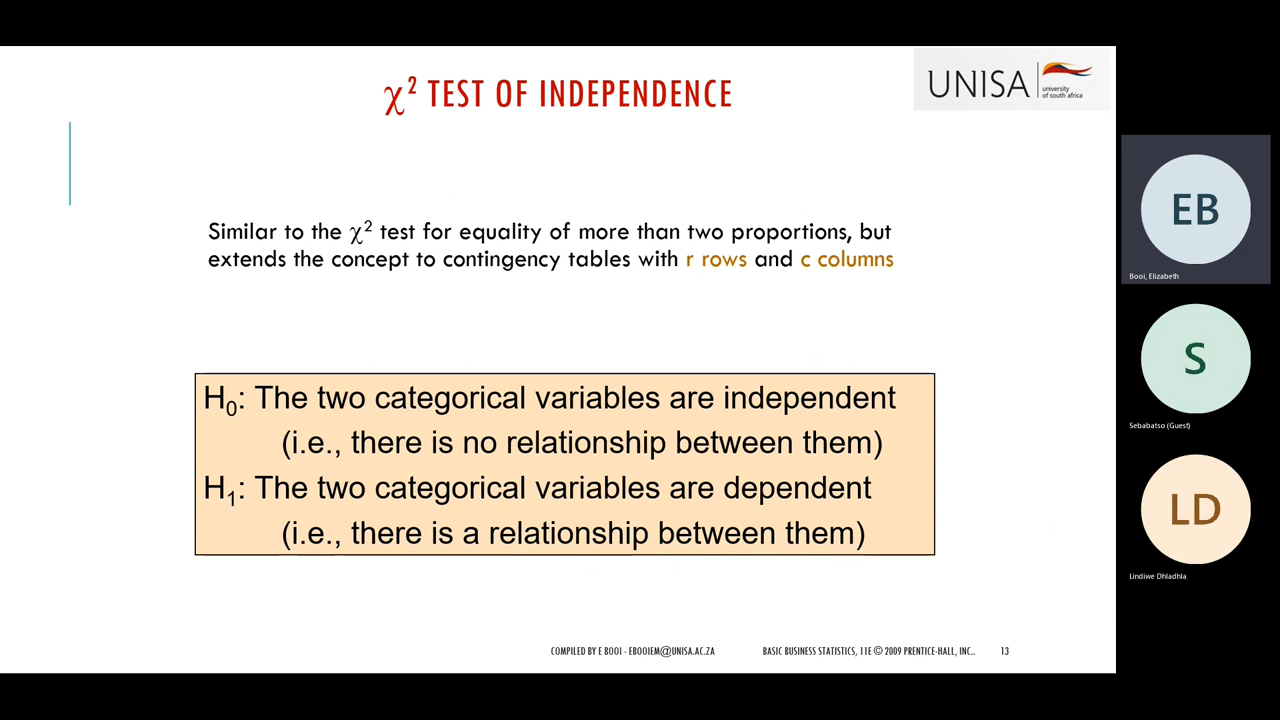 χ² TEST OF INDEPENDENCE
UNISA
university
of south africa
Similar to the χ² test for equality of more than two proportions, but
extends the concept to contingency tables with r rows and c columns
H₀: The two categorical variables are independent
(i.e., there is no relationship between them)
H₁: The two categorical variables are dependent
(i.e., there is a relationship between them)
COMPILED BY E BOOI - EBOOIEM@UNISA.AC.ZA
BASIC BUSINESS STATISTICS, 11E © 2009 PRENTICE-HALL, INC..
13
EB
Booi, Elizabeth
S
Sebabatso (Guest)
LD
Lindiwe Dhladhla